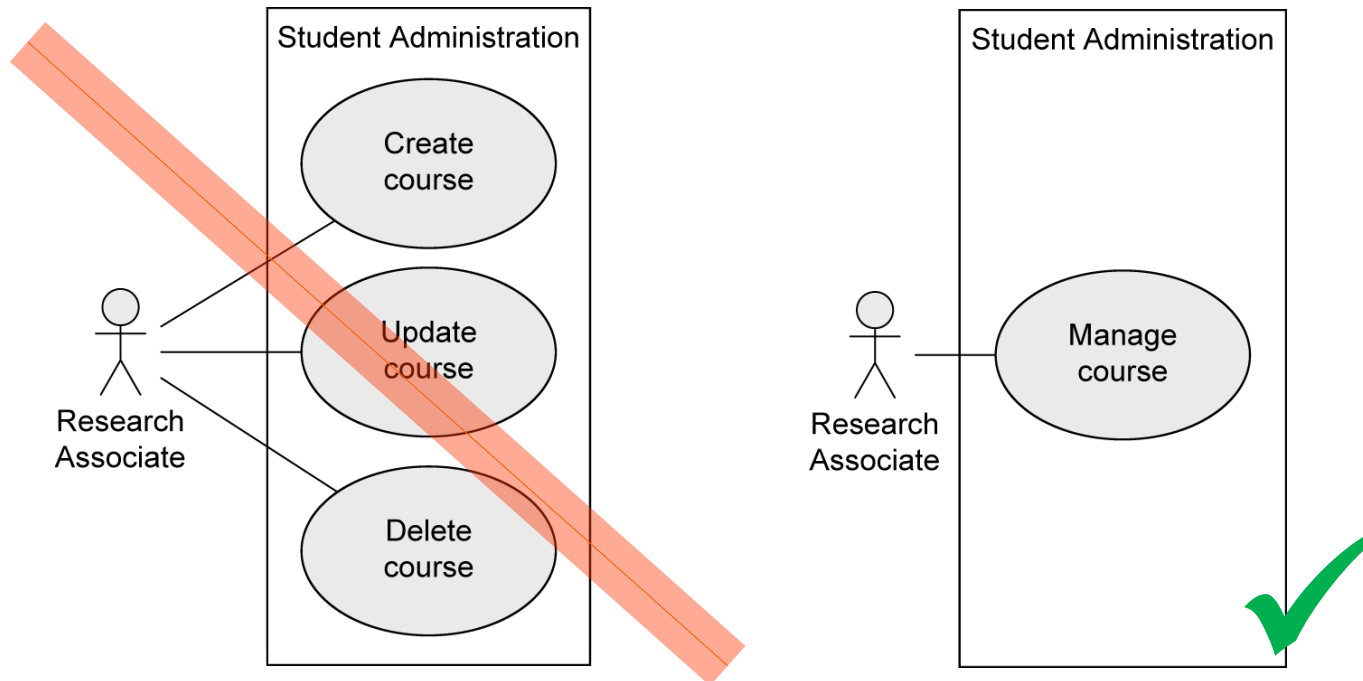 Student Administration
Create
course
Update
course
Delete
course
Research
Associate
Student Administration
Manage
course
Research
Associate